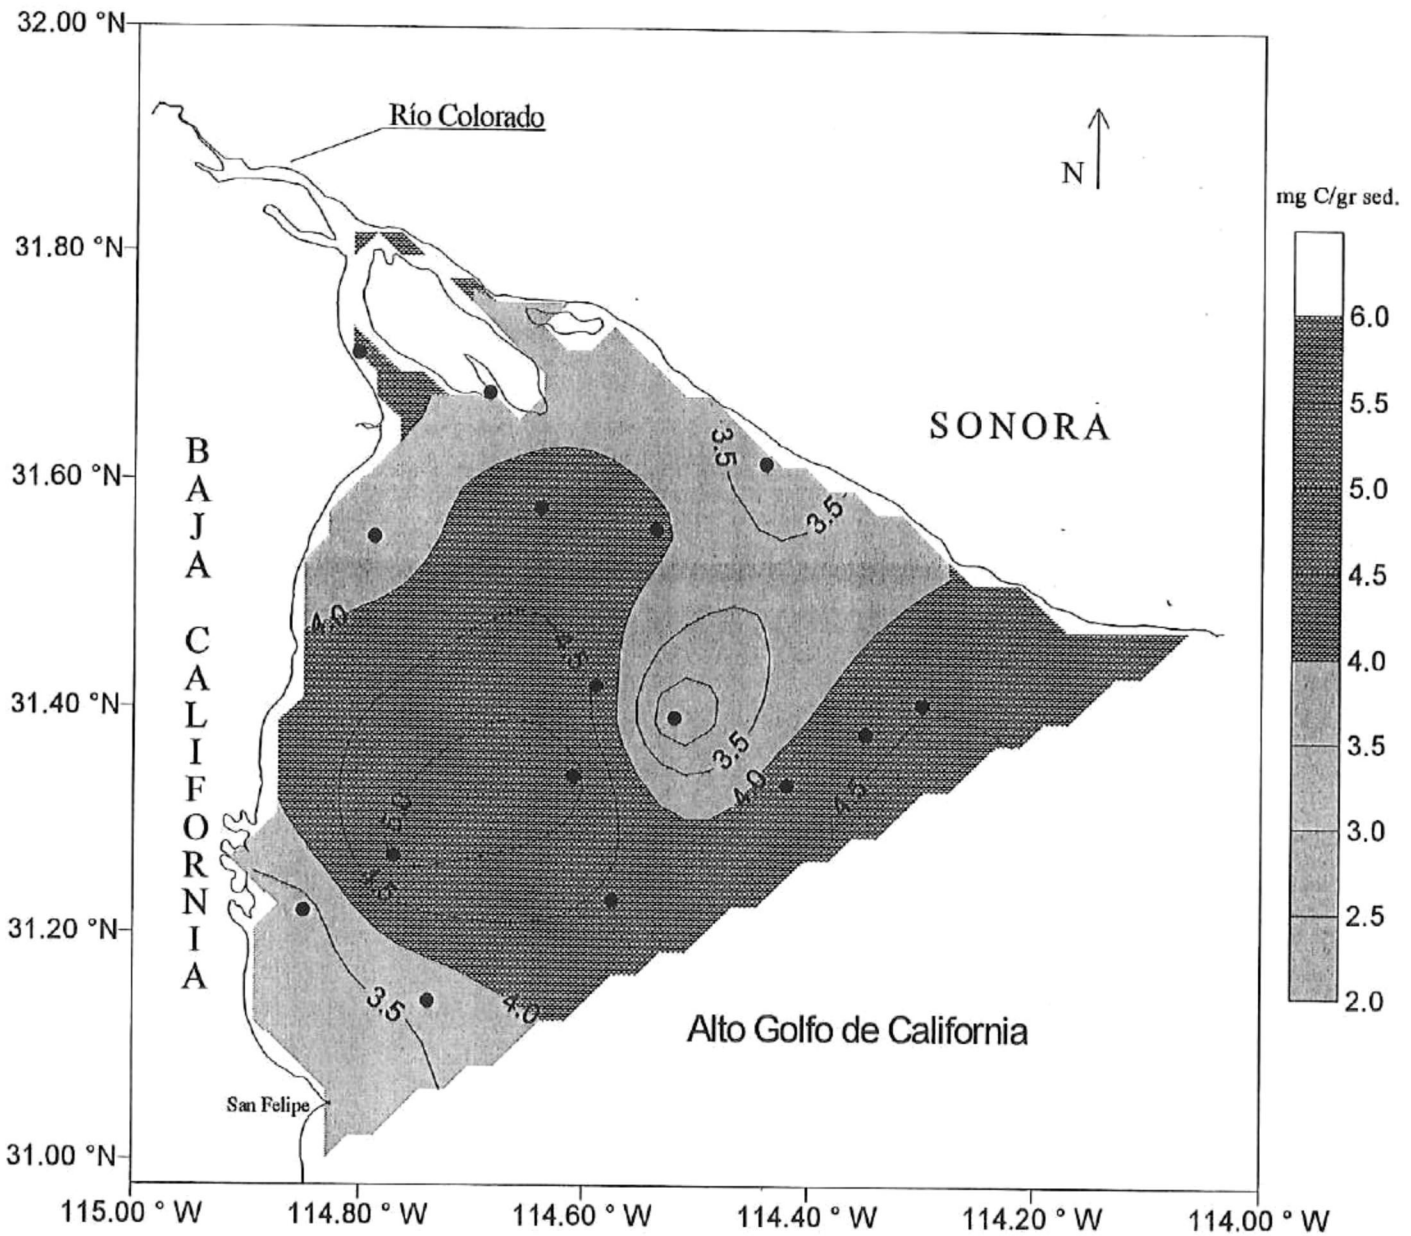 32.00 °N
Río Colorado
N
mg C/gr sed.
31.80 °N
6.0
5.5
SONORA
3.5
BAJA CALIFORNIA
31.60 °N
5.0
3.5
4.5
4.0
4.5
4.0
31.40 °N
3.5
3.5
4.0
4.5
5.0
3.0
4.5
2.5
31.20 °N
3.5
4.0
2.0
Alto Golfo de California
San Felipe
31.00 °N
115.00 ° W
114.80 ° W
114.60 ° W
114.40 ° W
114.20 ° W
114.00 ° W